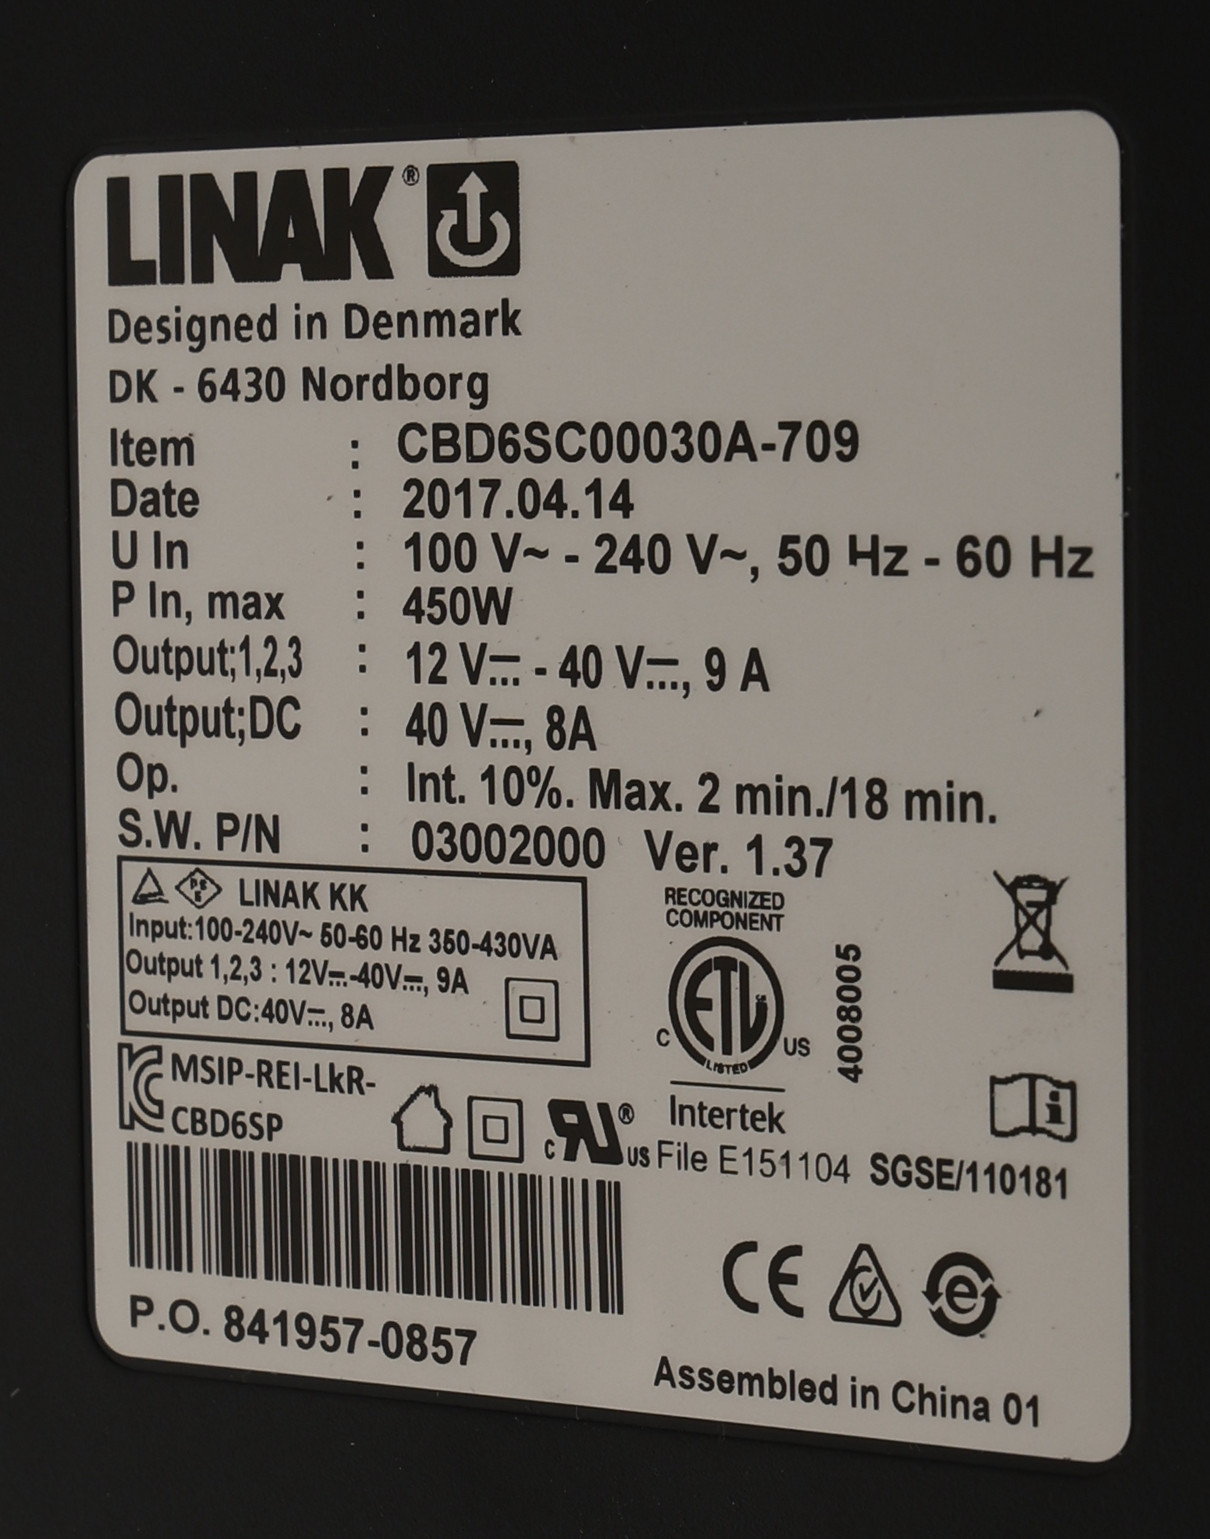 LINAK®
Designed in Denmark
DK - 6430 Nordborg
Item : CBD6SC00030A-709
Date : 2017.04.14
U In : 100 V~ - 240 V~, 50 Hz - 60 Hz
P In, max : 450W
Output;1,2,3 : 12 V⎓ - 40 V⎓, 9 A
Output;DC : 40 V⎓, 8A
Op. : Int. 10%. Max. 2 min./18 min.
S.W. P/N : 03002000 Ver. 1.37
PS E LINAK KK
Input:100-240V~ 50-60 Hz 350-430VA
Output 1,2,3 : 12V⎓-40V⎓, 9A
Output DC:40V⎓, 8A
RECOGNIZED
COMPONENT
ETL
C US
LISTED
Intertek
4008005
MSIP-REI-LkR-
CBD6SP
c RU ® us File E151104 SGSE/110181
i
P.O. 841957-0857
CE e
Assembled in China 01